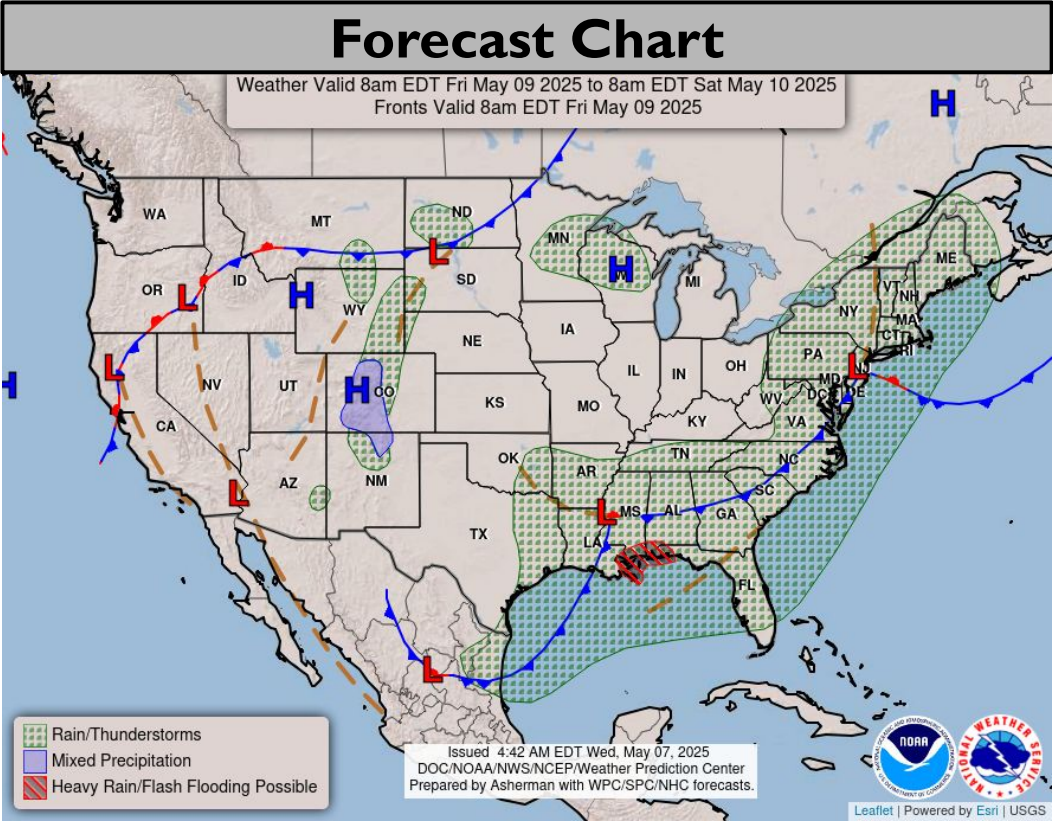 Forecast Chart
Weather Valid 8am EDT Fri May 09 2025 to 8am EDT Sat May 10 2025
Fronts Valid 8am EDT Fri May 09 2025
H
WA
MT
ND
MN
ME
L
H
OR
ID
H
WY
SD
H
MI
VT
NH
NY
MA
CT
RI
L
IA
NE
PA
L
NV
UT
H
CO
IL
IN
OH
NJ
L
MD
DE
DC
WV
H
CA
KS
MO
KY
VA
AZ
NM
OK
AR
TN
NC
L
TX
L
MS
AL
GA
SC
LA
FL
L
Rain/Thunderstorms
Mixed Precipitation
Heavy Rain/Flash Flooding Possible
Issued 4:42 AM EDT Wed, May 07, 2025
DOC/NOAA/NWS/NCEP/Weather Prediction Center
Prepared by Asherman with WPC/SPC/NHC forecasts.
NOAA
NATIONAL WEATHER SERVICE
Leaflet | Powered by Esri | USGS